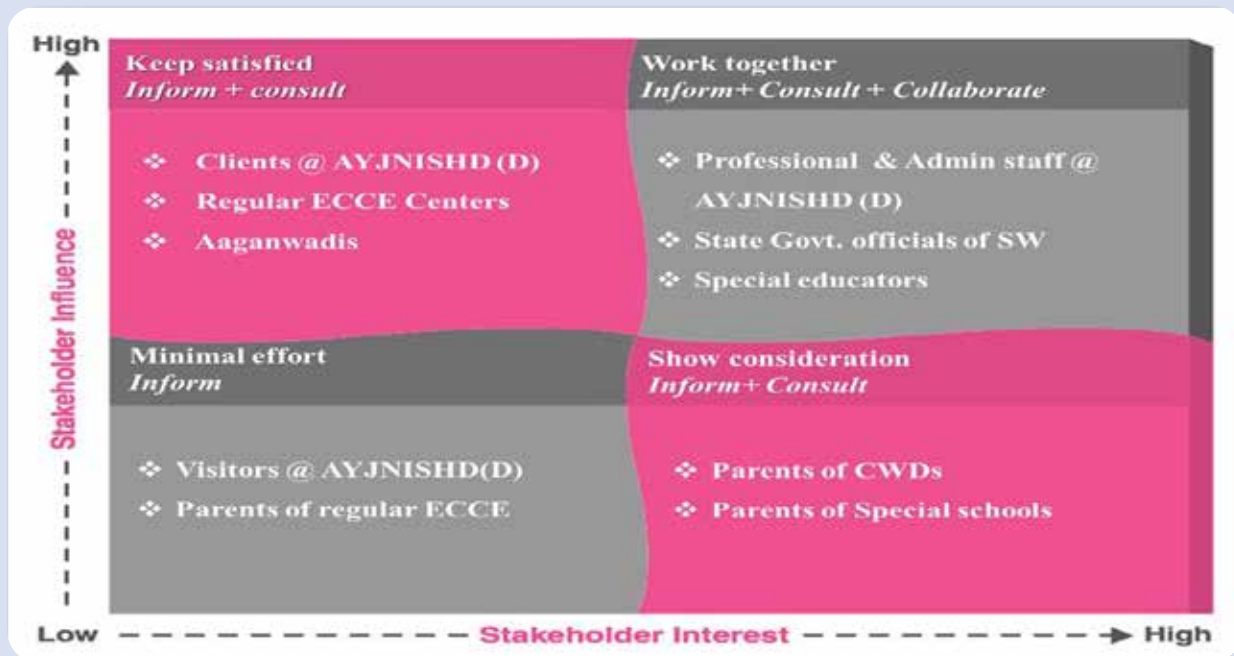 High
Keep satisfied
Inform + consult
❖ Clients @ AYJNISHD (D)
❖ Regular ECCE Centers
❖ Aaganwadis
Work together
Inform+ Consult + Collaborate
❖ Professional & Admin staff @
AYJNISHD (D)
❖ State Govt. officials of SW
❖ Special educators
Stakeholder Influence
Minimal effort
Inform
❖ Visitors @ AYJNISHD(D)
❖ Parents of regular ECCE
Show consideration
Inform+ Consult
❖ Parents of CWDs
❖ Parents of Special schools
Low
Stakeholder Interest
High